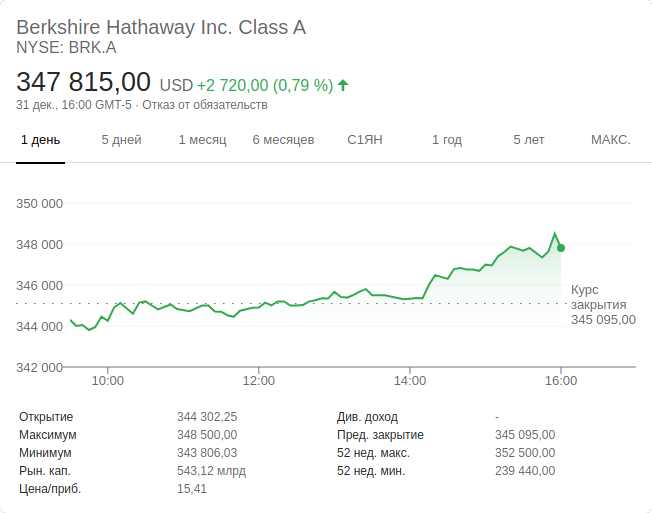 Berkshire Hathaway Inc. Class A
NYSE: BRK.A
347 815,00 USD +2 720,00 (0,79 %)
31 дек., 16:00 GMT-5 · Отказ от обязательств
1 день 5 дней 1 месяц 6 месяцев С1ЯН 1 год 5 лет МАКС.
350 000
348 000
346 000
344 000
342 000
Курс
закрытия
345 095,00
10:00 12:00 14:00 16:00
Открытие 344 302,25
Максимум 348 500,00
Минимум 343 806,03
Рын. кап. 543,12 млрд
Цена/приб. 15,41
Див. доход -
Пред. закрытие 345 095,00
52 нед. макс. 352 500,00
52 нед. мин. 239 440,00